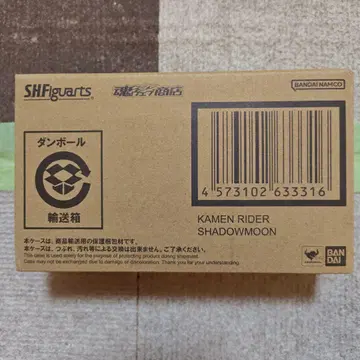 S.H.Figuarts
魂ウェブ商店
BANDAI NAMCO
ダンボール
輸送箱
4 573102 633316
KAMEN RIDER
SHADOWMOON
本ケースは、商品輸送用の保護梱包材です。
本ケースは、つぶれ、汚れ等による交換は出来ません。ご了承ください。
This case is used solely for the purpose of protecting product during shipment.
Case may not be exchanged due to damage or discoloration. Thank you for your understanding.
BAN
DAI